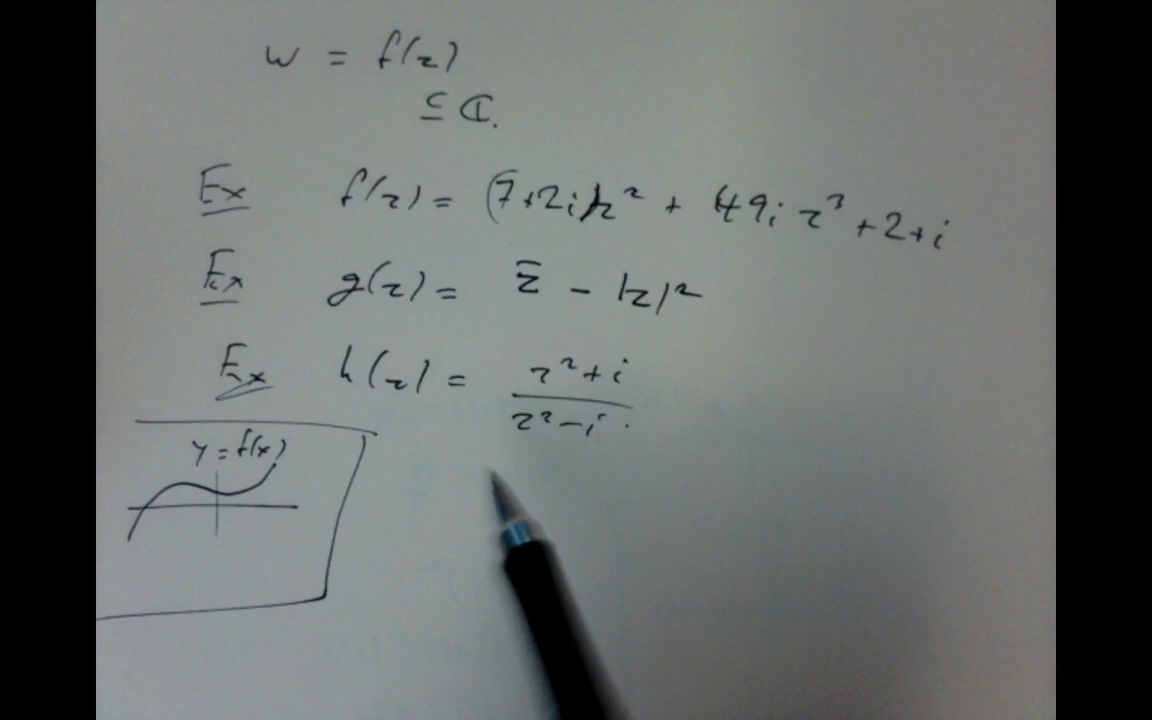 w = f(z)
⊆ ℂ.
Ex f(z) = (7+2i)z² + 49i z³ + 2+i
Ex g(z) = z̅ - |z|²
Ex h(z) = (z²+i)/(z²-i).
y = f(x)